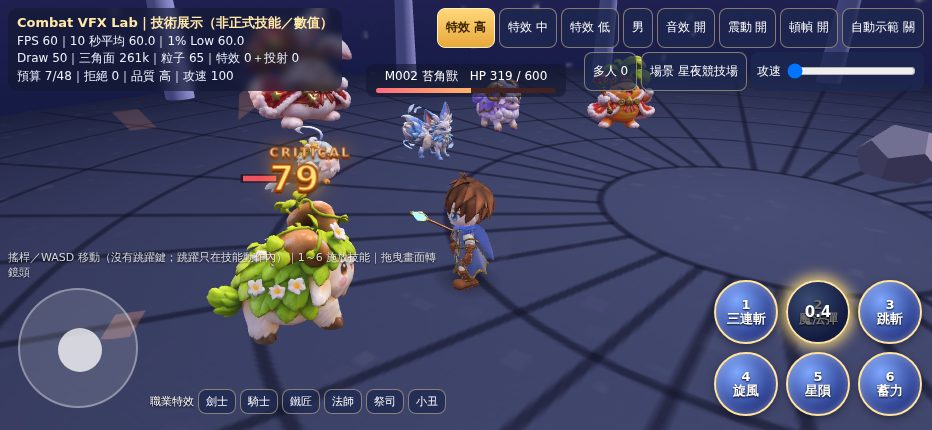 Combat VFX Lab｜技術展示（非正式技能／數值）
FPS 60｜10 秒平均 60.0｜1% Low 60.0
Draw 50｜三角面 261k｜粒子 65｜特效 0＋投射 0
預算 7/48｜拒絕 0｜品質 高｜攻速 100
特效 高
特效 中
特效 低
男
音效 開
震動 開
頓幀 開
自動示範 關
多人 0
場景 星夜競技場
攻速
M002 苔角獸 HP 319 / 600
CRITICAL
79
搖桿／WASD 移動（沒有跳躍鍵；跳躍只在技能動作內）｜1～6 施放技能｜拖曳畫面轉
鏡頭
1
三連斬
2
魔法彈
0.4
3
跳斬
4
旋風
5
星隕
6
蓄力
職業特效
劍士
騎士
鐵匠
法師
祭司
小丑